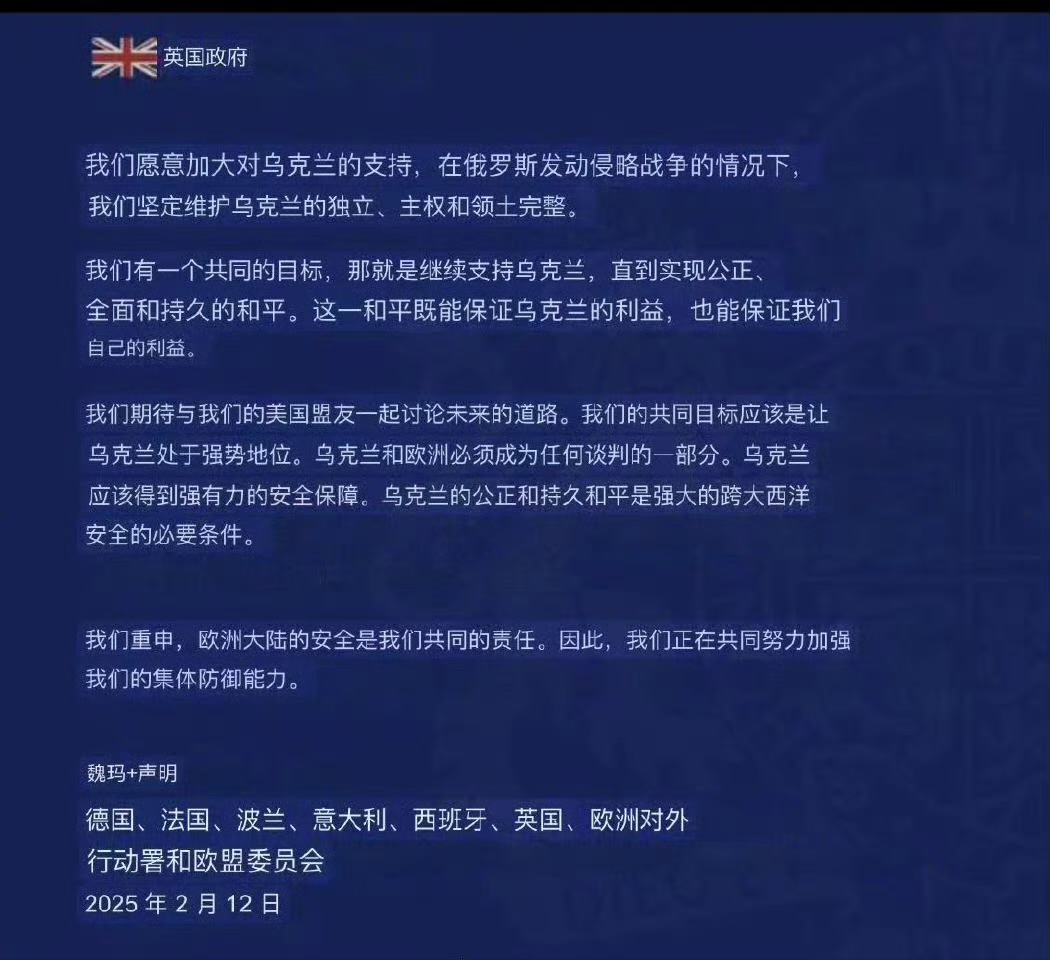 英国政府
我们愿意加大对乌克兰的支持，在俄罗斯发动侵略战争的情况下，
我们坚定维护乌克兰的独立、主权和领土完整。
我们有一个共同的目标，那就是继续支持乌克兰，直到实现公正、
全面和持久的和平。这一和平既能保证乌克兰的利益，也能保证我们
自己的利益。
我们期待与我们的美国盟友一起讨论未来的道路。我们的共同目标应该是让
乌克兰处于强势地位。乌克兰和欧洲必须成为任何谈判的一部分。乌克兰
应该得到强有力的安全保障。乌克兰的公正和持久和平是强大的跨大西洋
安全的必要条件。
我们重申，欧洲大陆的安全是我们共同的责任。因此，我们正在共同努力加强
我们的集体防御能力。
魏玛+声明
德国、法国、波兰、意大利、西班牙、英国、欧洲对外
行动署和欧盟委员会
2025 年 2 月 12 日